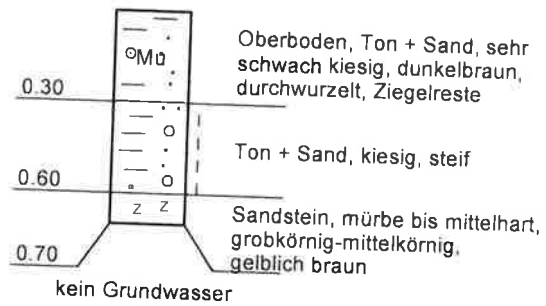 Mu
Oberboden, Ton + Sand, sehr
schwach kiesig, dunkelbraun,
durchwurzelt, Ziegelreste
0.30
Ton + Sand, kiesig, steif
0.60
Z Z
Sandstein, mürbe bis mittelhart,
grobkörnig-mittelkörnig,
gelblich braun
0.70
kein Grundwasser